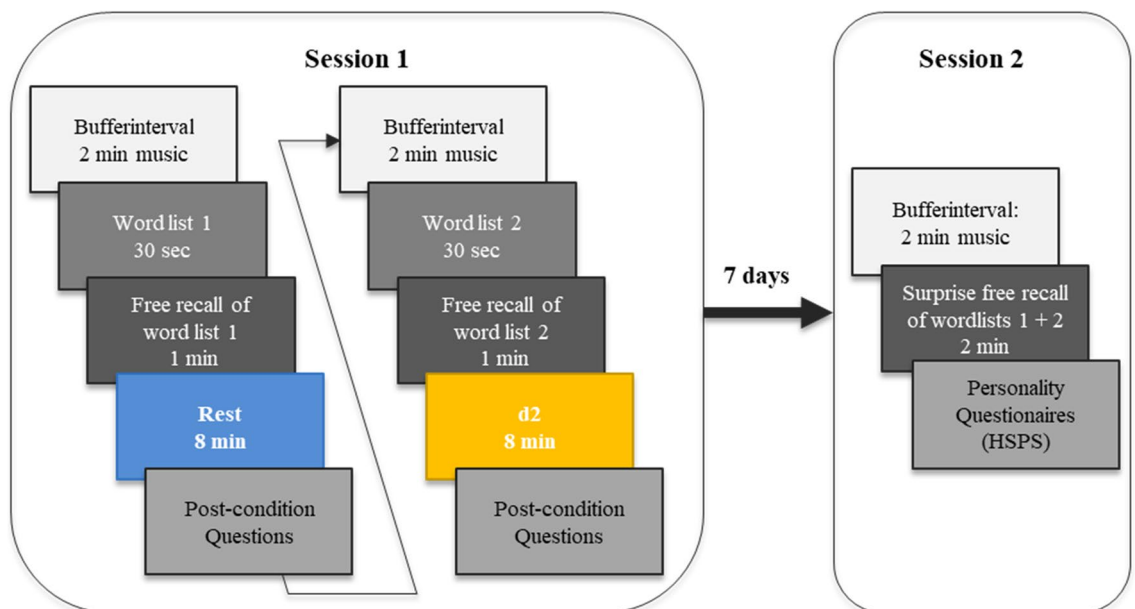 Session 1
Bufferinterval
2 min music
Word list 1
30 sec
Free recall of
word list 1
1 min
Rest
8 min
Post-condition
Questions
Bufferinterval
2 min music
Word list 2
30 sec
Free recall of
word list 2
1 min
d2
8 min
Post-condition
Questions
7 days
Session 2
Bufferinterval:
2 min music
Surprise free recall
of wordlists 1 + 2
2 min
Personality
Questionaires
(HSPS)